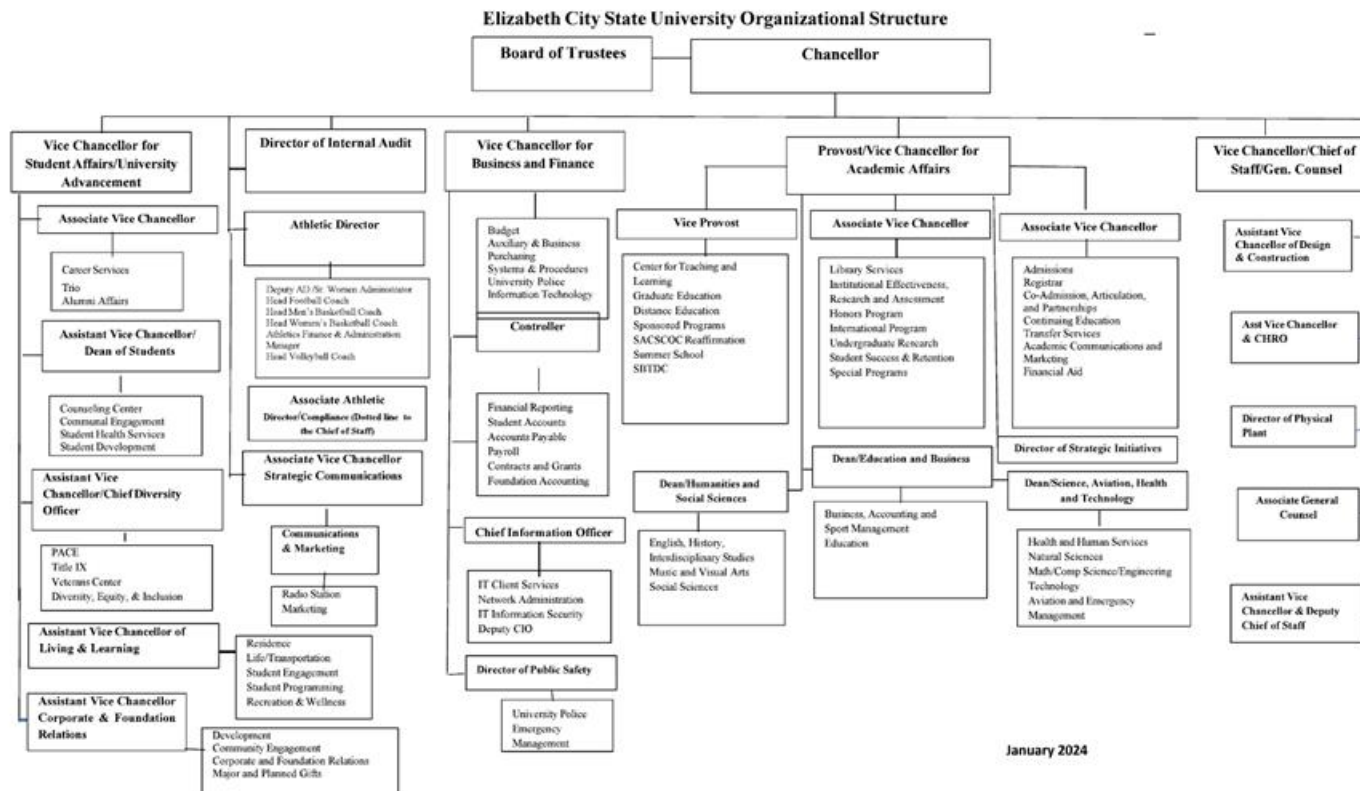 Elizabeth City State University Organizational Structure
Board of Trustees
Chancellor
Vice Chancellor for
Student Affairs/University
Advancement
Associate Vice Chancellor
Career Services
Trio
Alumni Affairs
Assistant Vice Chancellor/
Dean of Students
Counseling Center
Communal Engagement
Student Health Services
Student Development
Assistant Vice
Chancellor/Chief Diversity
Officer
PACE
Title IX
Veterans Center
Diversity, Equity, & Inclusion
Assistant Vice Chancellor of
Living & Learning
Residence
Life/Transportation
Student Engagement
Student Programming
Recreation & Wellness
Assistant Vice Chancellor
Corporate & Foundation
Relations
Development
Community Engagement
Corporate and Foundation Relations
Major and Planned Gifts
Director of Internal Audit
Athletic Director
Deputy AD/Sr. Women Administrator
Head Football Coach
Head Men's Basketball Coach
Head Women's Basketball Coach
Athletics Finance & Administration
Manager
Head Volleyball Coach
Associate Athletic
Director/Compliance (Dotted line to
the Chief of Staff)
Associate Vice Chancellor
Strategic Communications
Communications
& Marketing
Radio Station
Marketing
Vice Chancellor for
Business and Finance
Budget
Auxiliary & Business
Purchasing
Systems & Procedures
University Police
Information Technology
Controller
Financial Reporting
Student Accounts
Accounts Payable
Payroll
Contracts and Grants
Foundation Accounting
Chief Information Officer
IT Client Services
Network Administration
IT Information Security
Deputy CIO
Director of Public Safety
University Police
Emergency
Management
Provost/Vice Chancellor for
Academic Affairs
Vice Provost
Center for Teaching and
Learning
Graduate Education
Distance Education
Sponsored Programs
SACSCOC Reaffirmation
Summer School
SBTDC
Associate Vice Chancellor
Library Services
Institutional Effectiveness,
Research and Assessment
Honors Program
International Program
Undergraduate Research
Student Success & Retention
Special Programs
Associate Vice Chancellor
Admissions
Registrar
Co-Admission, Articulation,
and Partnerships
Continuing Education
Transfer Services
Academic Communications and
Marketing
Financial Aid
Director of Strategic Initiatives
Dean/Humanities and
Social Sciences
English, History,
Interdisciplinary Studies
Music and Visual Arts
Social Sciences
Dean/Education and Business
Business, Accounting and
Sport Management
Education
Dean/Science, Aviation, Health
and Technology
Health and Human Services
Natural Sciences
Math/Comp Science/Engineering
Technology
Aviation and Emergency
Management
Vice Chancellor/Chief of
Staff/Gen. Counsel
Assistant Vice
Chancellor of Design
& Construction
Asst Vice Chancellor
& CHRO
Director of Physical
Plant
Associate General
Counsel
Assistant Vice
Chancellor & Deputy
Chief of Staff
January 2024